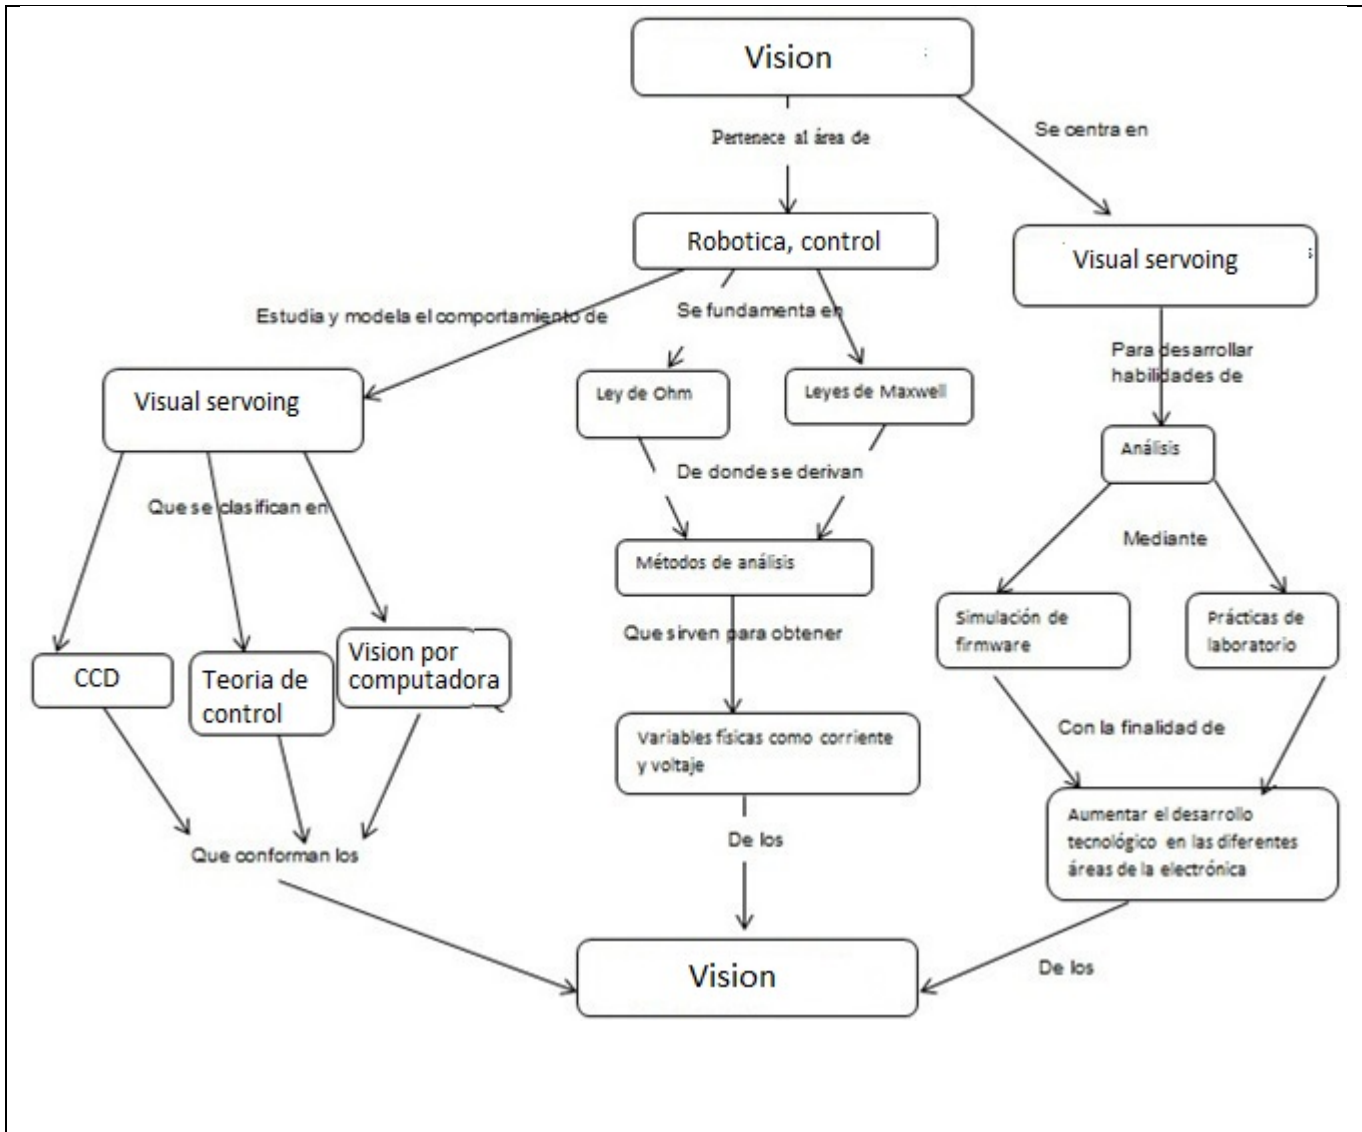 Vision
Pertenece al área de
Se centra en
Robotica, control
Visual servoing
s
Estudia y modela el comportamiento de
Se fundamenta en
Para desarrollar
habilidades de
Visual servoing
Ley de Ohm
Leyes de Maxwell
Análisis
Que se clasifican en
De donde se derivan
Mediante
Métodos de análisis
Simulación de
firmware
Prácticas de
laboratorio
Que sirven para obtener
CCD
Teoria de
control
Vision por
computadora
Variables físicas como corriente
y voltaje
Con la finalidad de
Que conforman los
De los
Aumentar el desarrollo
tecnológico en las diferentes
áreas de la electrónica
Vision
De los